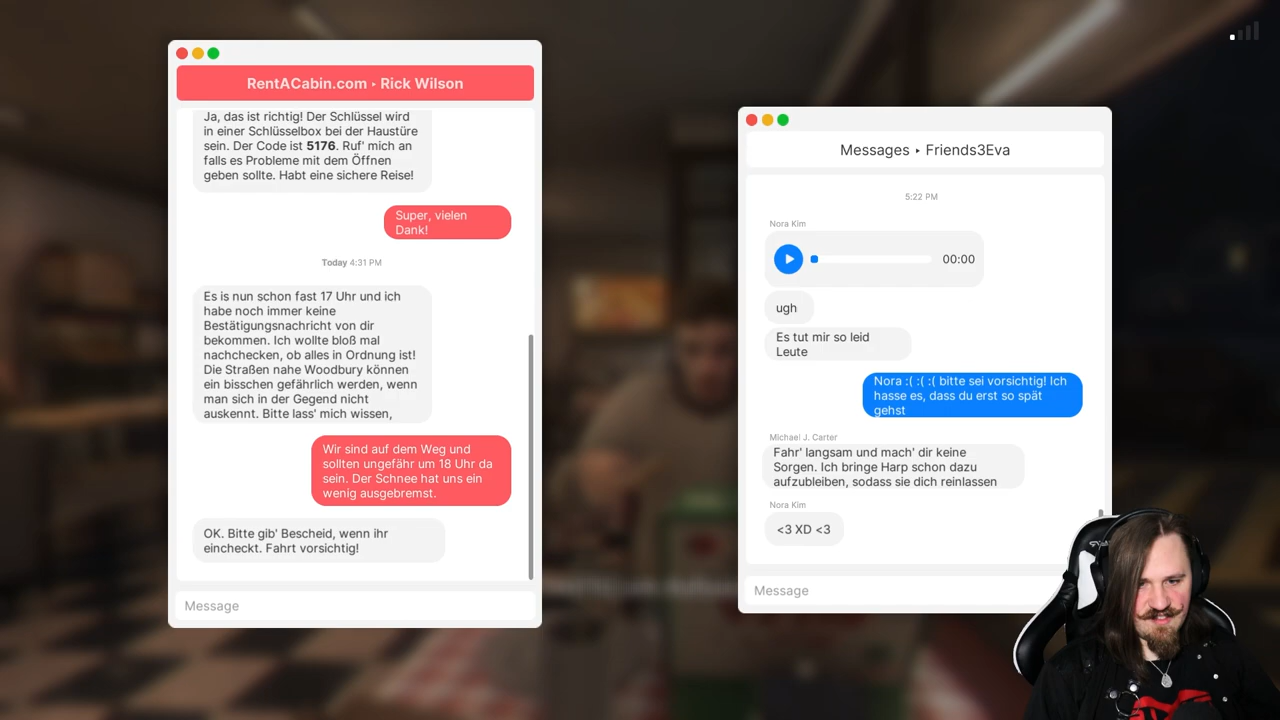 RentACabin.com ▸ Rick Wilson
Ja, das ist richtig! Der Schlüssel wird
in einer Schlüsselbox bei der Haustüre
sein. Der Code ist 5176. Ruf' mich an
falls es Probleme mit dem Öffnen
geben sollte. Habt eine sichere Reise!
Super, vielen
Dank!
Today 4:31 PM
Es is nun schon fast 17 Uhr und ich
habe noch immer keine
Bestätigungsnachricht von dir
bekommen. Ich wollte bloß mal
nachchecken, ob alles in Ordnung ist!
Die Straßen nahe Woodbury können
ein bisschen gefährlich werden, wenn
man sich in der Gegend nicht
auskennt. Bitte lass' mich wissen,
Wir sind auf dem Weg und
sollten ungefähr um 18 Uhr da
sein. Der Schnee hat uns ein
wenig ausgebremst.
OK. Bitte gib' Bescheid, wenn ihr
eincheckt. Fahrt vorsichtig!
Message
Messages ▸ Friends3Eva
5:22 PM
Nora Kim
00:00
ugh
Es tut mir so leid
Leute
Nora :( :( :( bitte sei vorsichtig! Ich
hasse es, dass du erst so spät
gehst
Michael J. Carter
Fahr' langsam und mach' dir keine
Sorgen. Ich bringe Harp schon dazu
aufzubleiben, sodass sie dich reinlassen
Nora Kim
<3 XD <3
Message